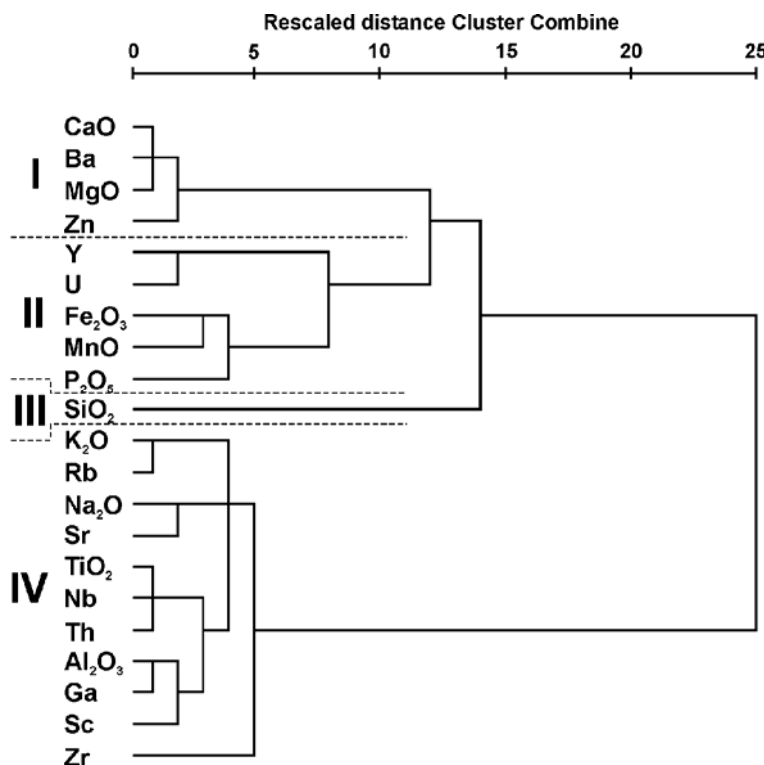 Rescaled distance Cluster Combine
0 5 10 15 20 25
CaO
Ba
I
MgO
Zn
Y
U
II
Fe₂O₃
MnO
P₂O₅
III
SiO₂
K₂O
Rb
Na₂O
Sr
TiO₂
IV
Nb
Th
Al₂O₃
Ga
Sc
Zr